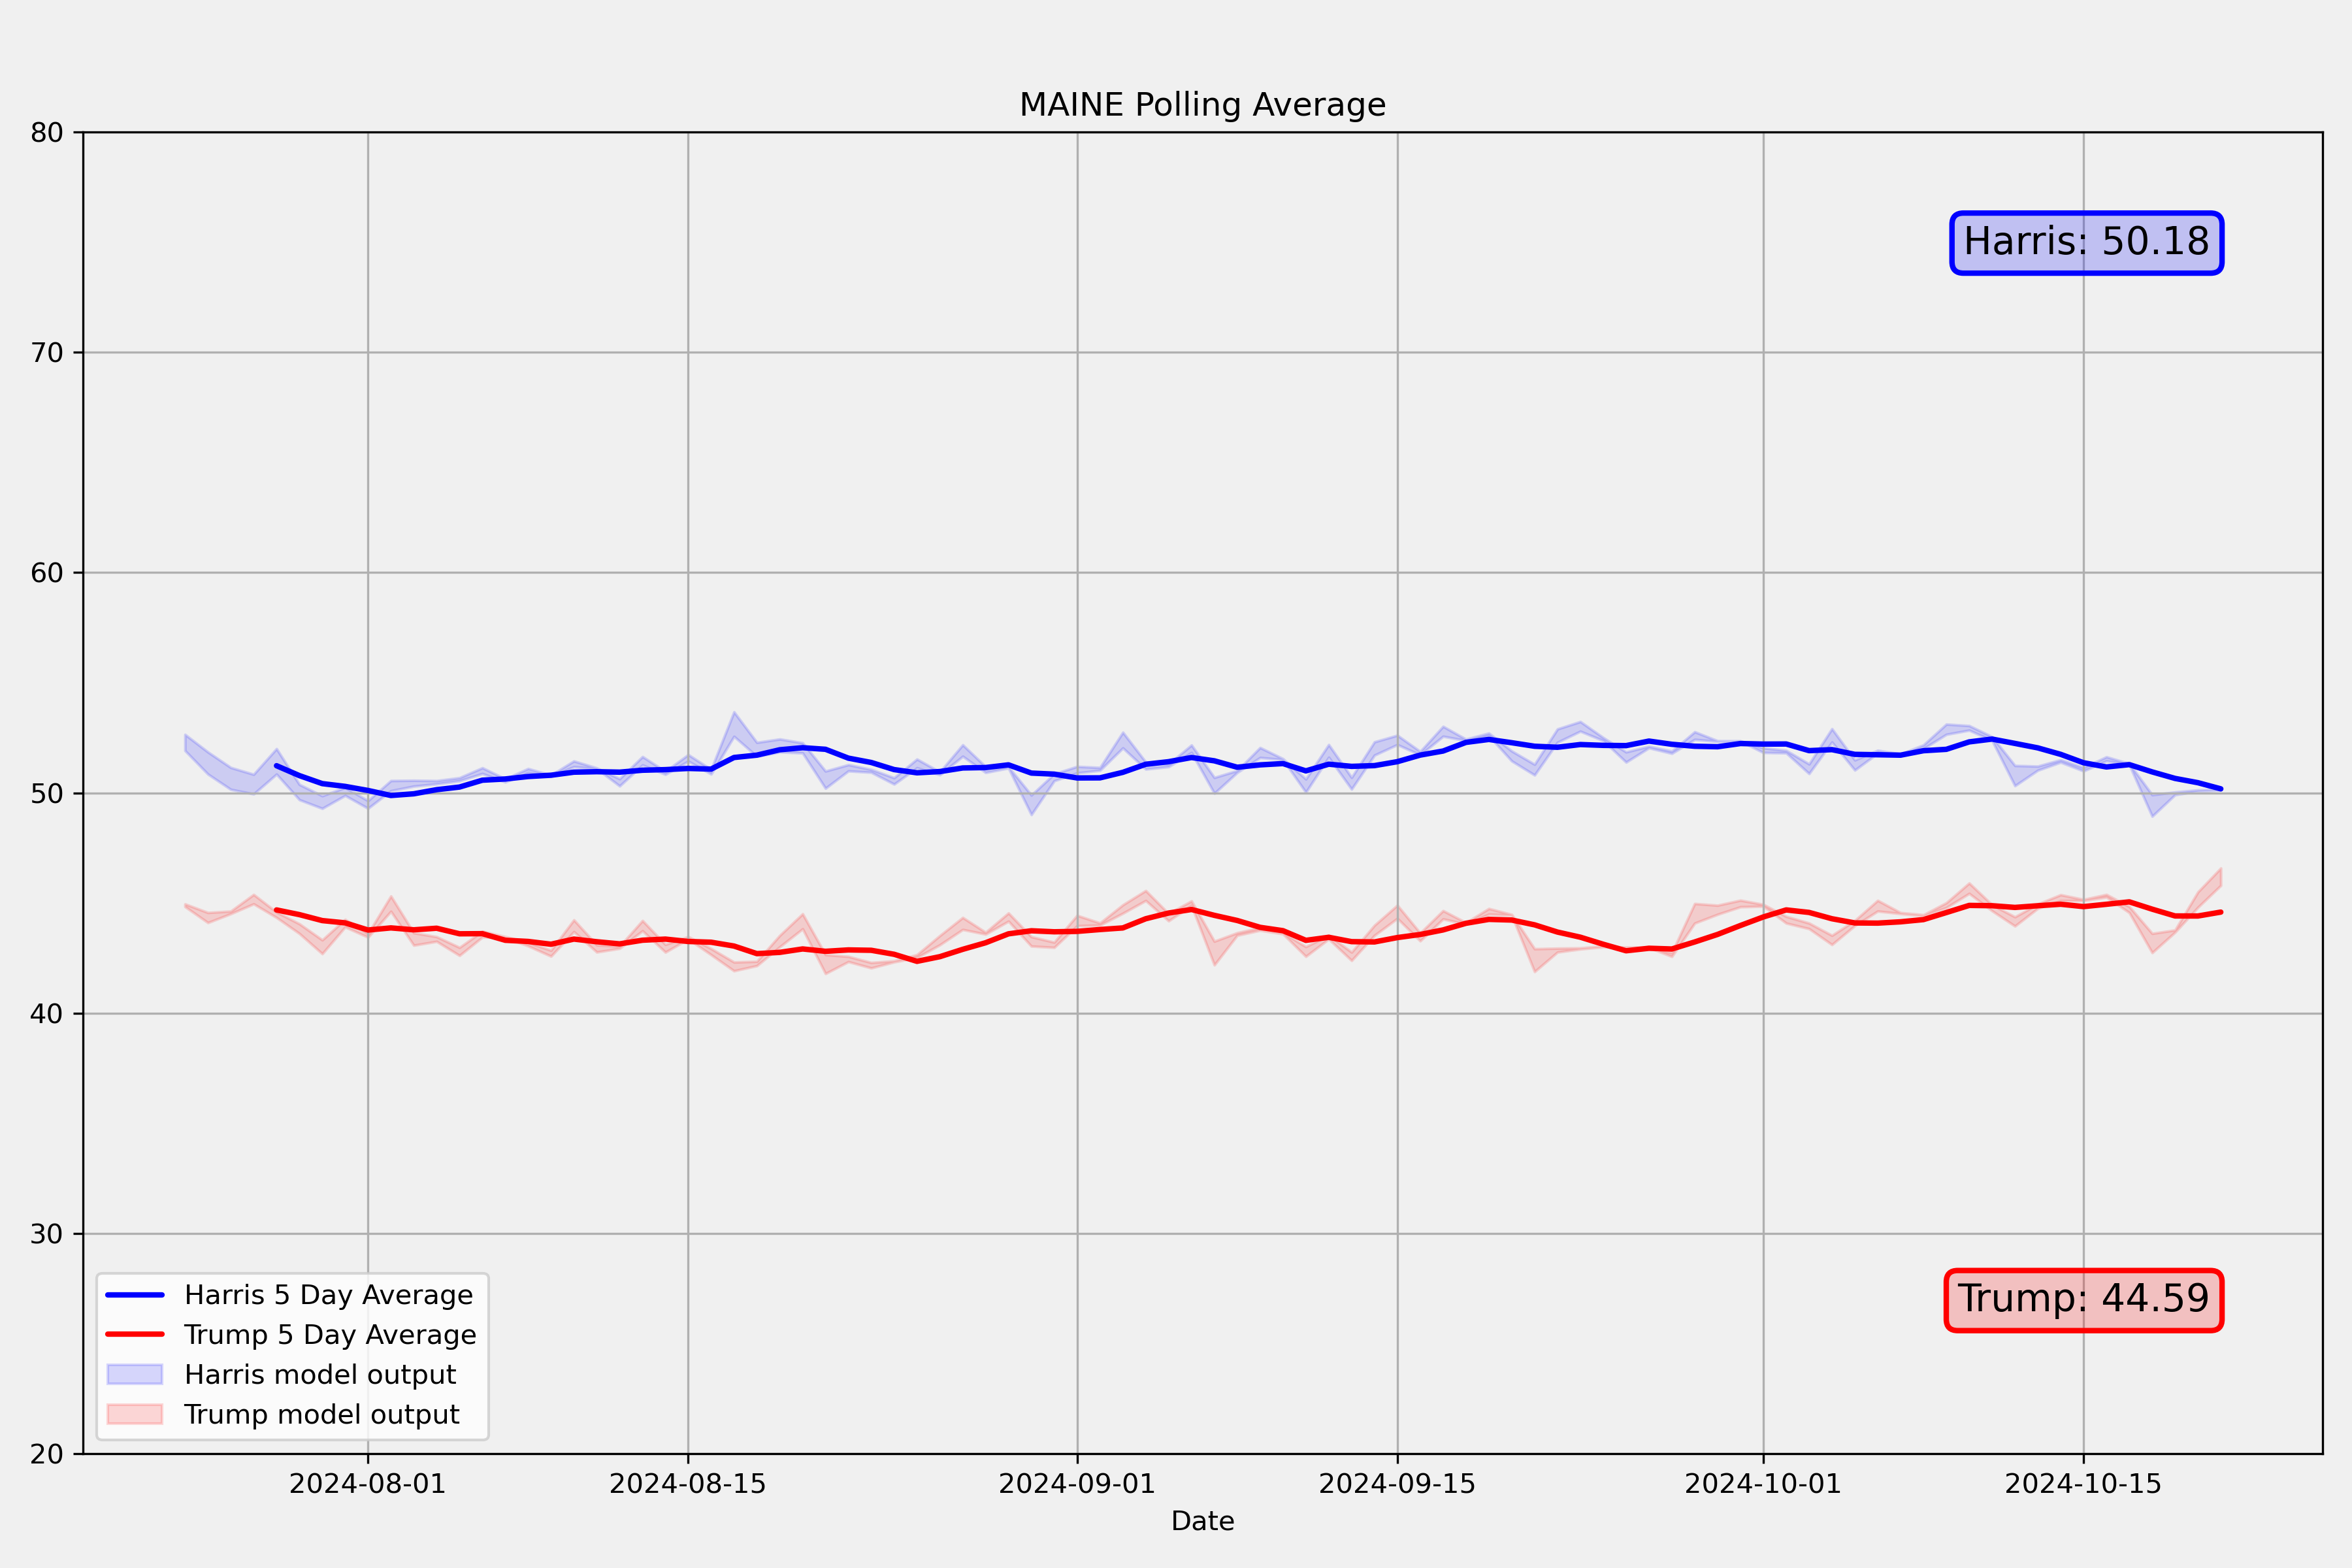 MAINE Polling Average
80
70
60
50
40
30
20
Harris: 50.18
Trump: 44.59
Harris 5 Day Average
Trump 5 Day Average
Harris model output
Trump model output
2024-08-01
2024-08-15
2024-09-01
2024-09-15
2024-10-01
2024-10-15
Date